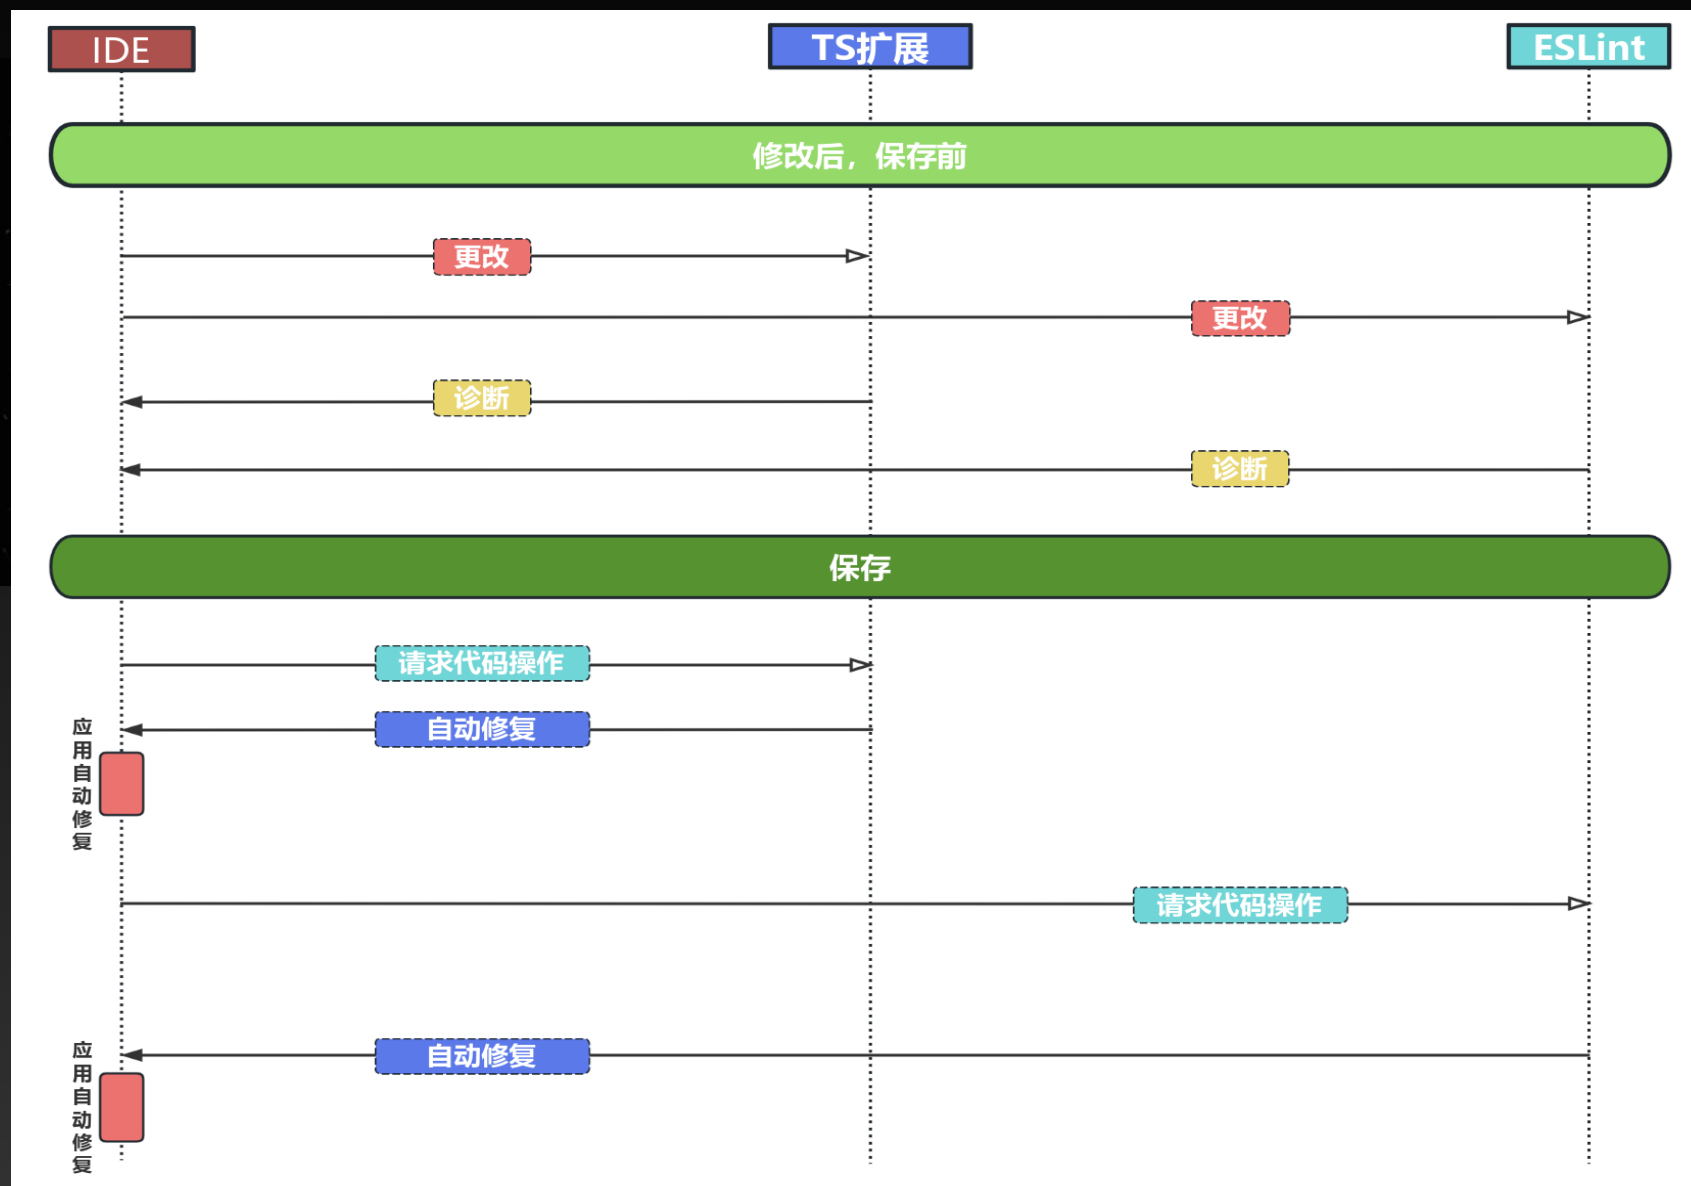 IDE
TS扩展
ESLint
修改后，保存前
更改
更改
诊断
诊断
保存
请求代码操作
自动修复
应用自动修复
请求代码操作
自动修复
应用自动修复